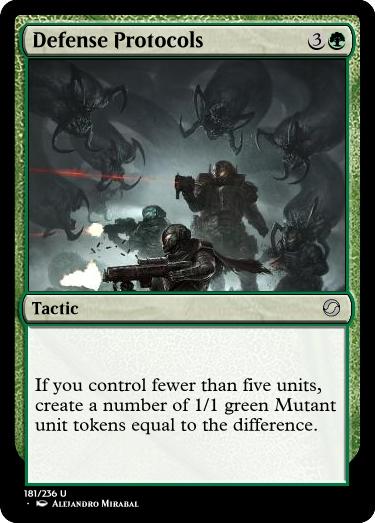 Defense Protocols 3
Tactic
If you control fewer than five units,
create a number of 1/1 green Mutant
unit tokens equal to the difference.
181/236 U
· Alejandro Mirabal